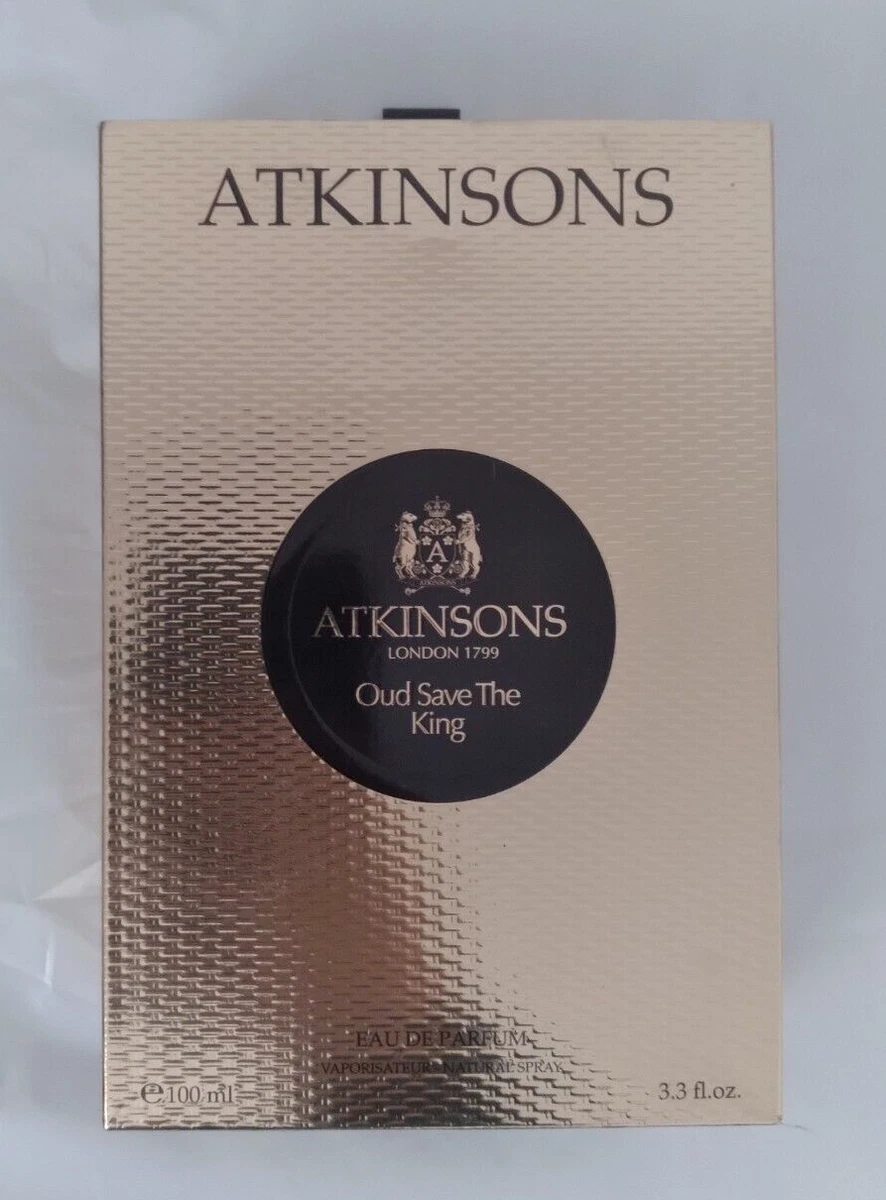 ATKINSONS
A
ATKINSONS
ATKINSONS
LONDON 1799
Oud Save The
King
EAU DE PARFUM
VAPORISATEUR - NATURAL SPRAY
e 100 ml
3.3 fl.oz.